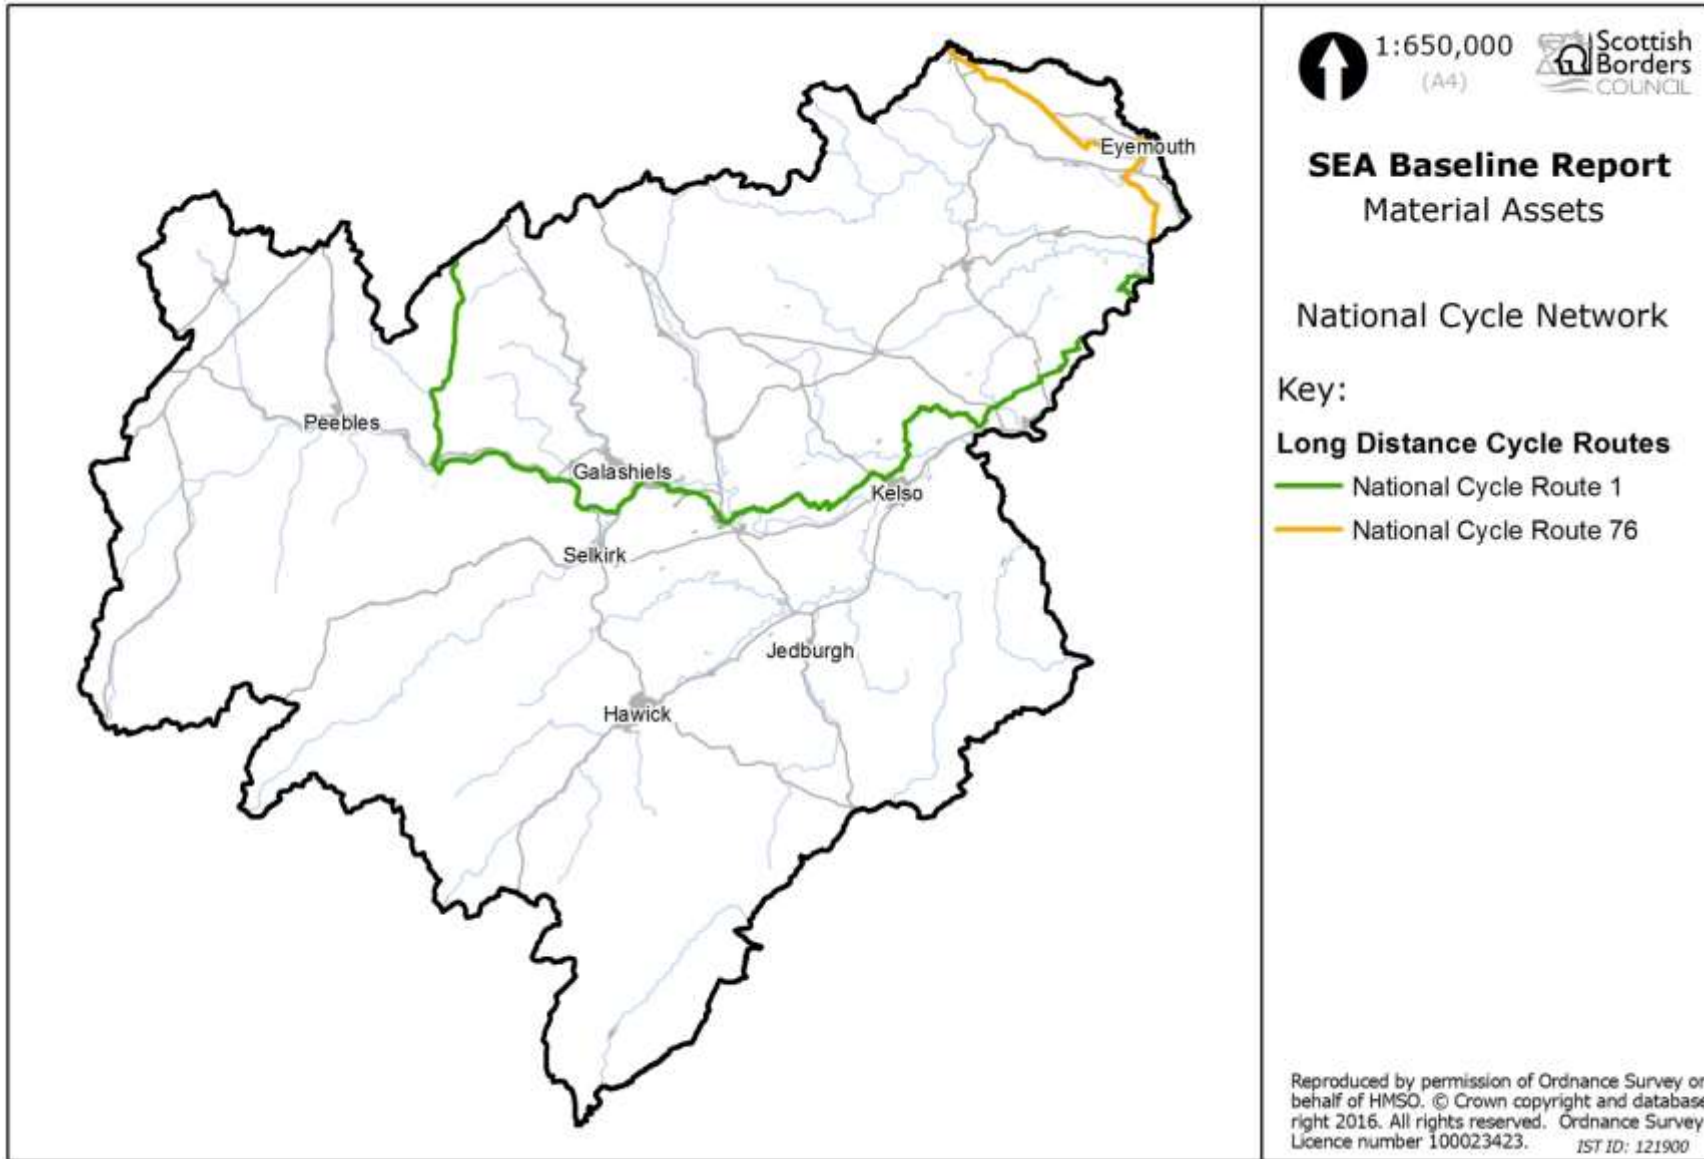 1:650,000
(A4)
Scottish
Borders
COUNCIL
SEA Baseline Report
Material Assets
National Cycle Network
Key:
Long Distance Cycle Routes
National Cycle Route 1
National Cycle Route 76
Eyemouth
Peebles
Galashiels
Kelso
Selkirk
Jedburgh
Hawick
Reproduced by permission of Ordnance Survey on
behalf of HMSO. © Crown copyright and database
right 2016. All rights reserved. Ordnance Survey
Licence number 100023423.
IST ID: 121900